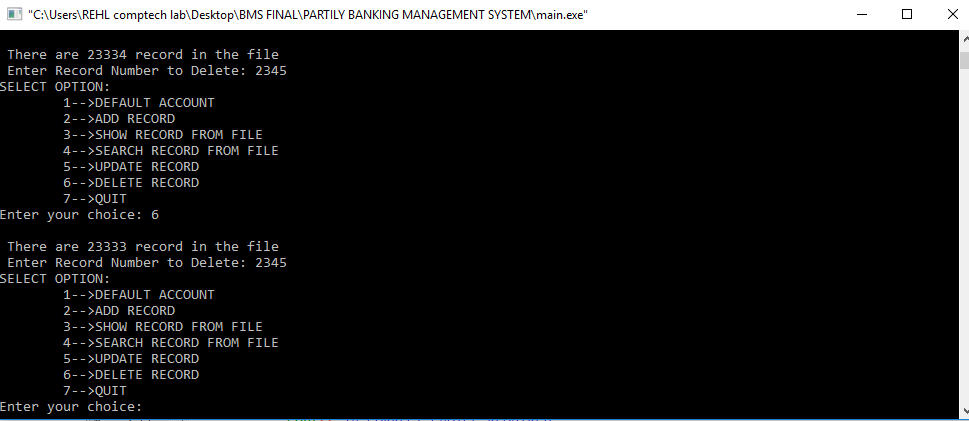 "C:\Users\REHL comptech lab\Desktop\BMS FINAL\PARTILY BANKING MANAGEMENT SYSTEM\main.exe"
There are 23334 record in the file
Enter Record Number to Delete: 2345
SELECT OPTION:
1-->DEFAULT ACCOUNT
2-->ADD RECORD
3-->SHOW RECORD FROM FILE
4-->SEARCH RECORD FROM FILE
5-->UPDATE RECORD
6-->DELETE RECORD
7-->QUIT
Enter your choice: 6
There are 23333 record in the file
Enter Record Number to Delete: 2345
SELECT OPTION:
1-->DEFAULT ACCOUNT
2-->ADD RECORD
3-->SHOW RECORD FROM FILE
4-->SEARCH RECORD FROM FILE
5-->UPDATE RECORD
6-->DELETE RECORD
7-->QUIT
Enter your choice: